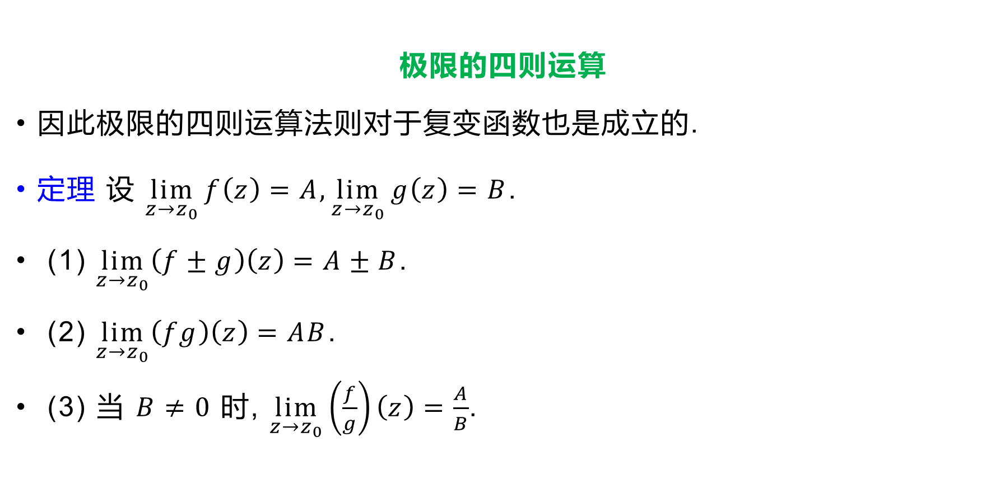 极限的四则运算
• 因此极限的四则运算法则对于复变函数也是成立的.
• 定理 设 $\lim_{z \to z_0} f(z) = A, \lim_{z \to z_0} g(z) = B.$
• (1) $\lim_{z \to z_0} (f \pm g)(z) = A \pm B.$
• (2) $\lim_{z \to z_0} (fg)(z) = AB.$
• (3) 当 $B \neq 0$ 时, $\lim_{z \to z_0} \left(\frac{f}{g}\right)(z) = \frac{A}{B}.$